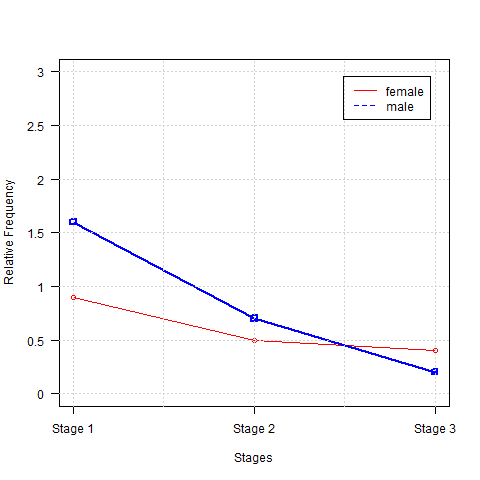 3
2.5
2
1.5
1
0.5
0
Relative Frequency
female
male
Stage 1 Stage 2 Stage 3
Stages